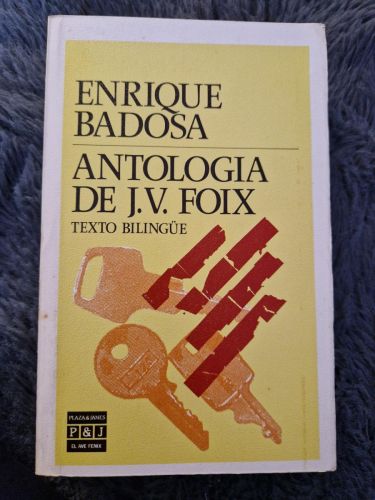 ENRIQUE
BADOSA
ANTOLOGIA
DE J.V. FOIX
TEXTO BILINGÜE
PLAZA & JANES
P & J
EL AVE FENIX